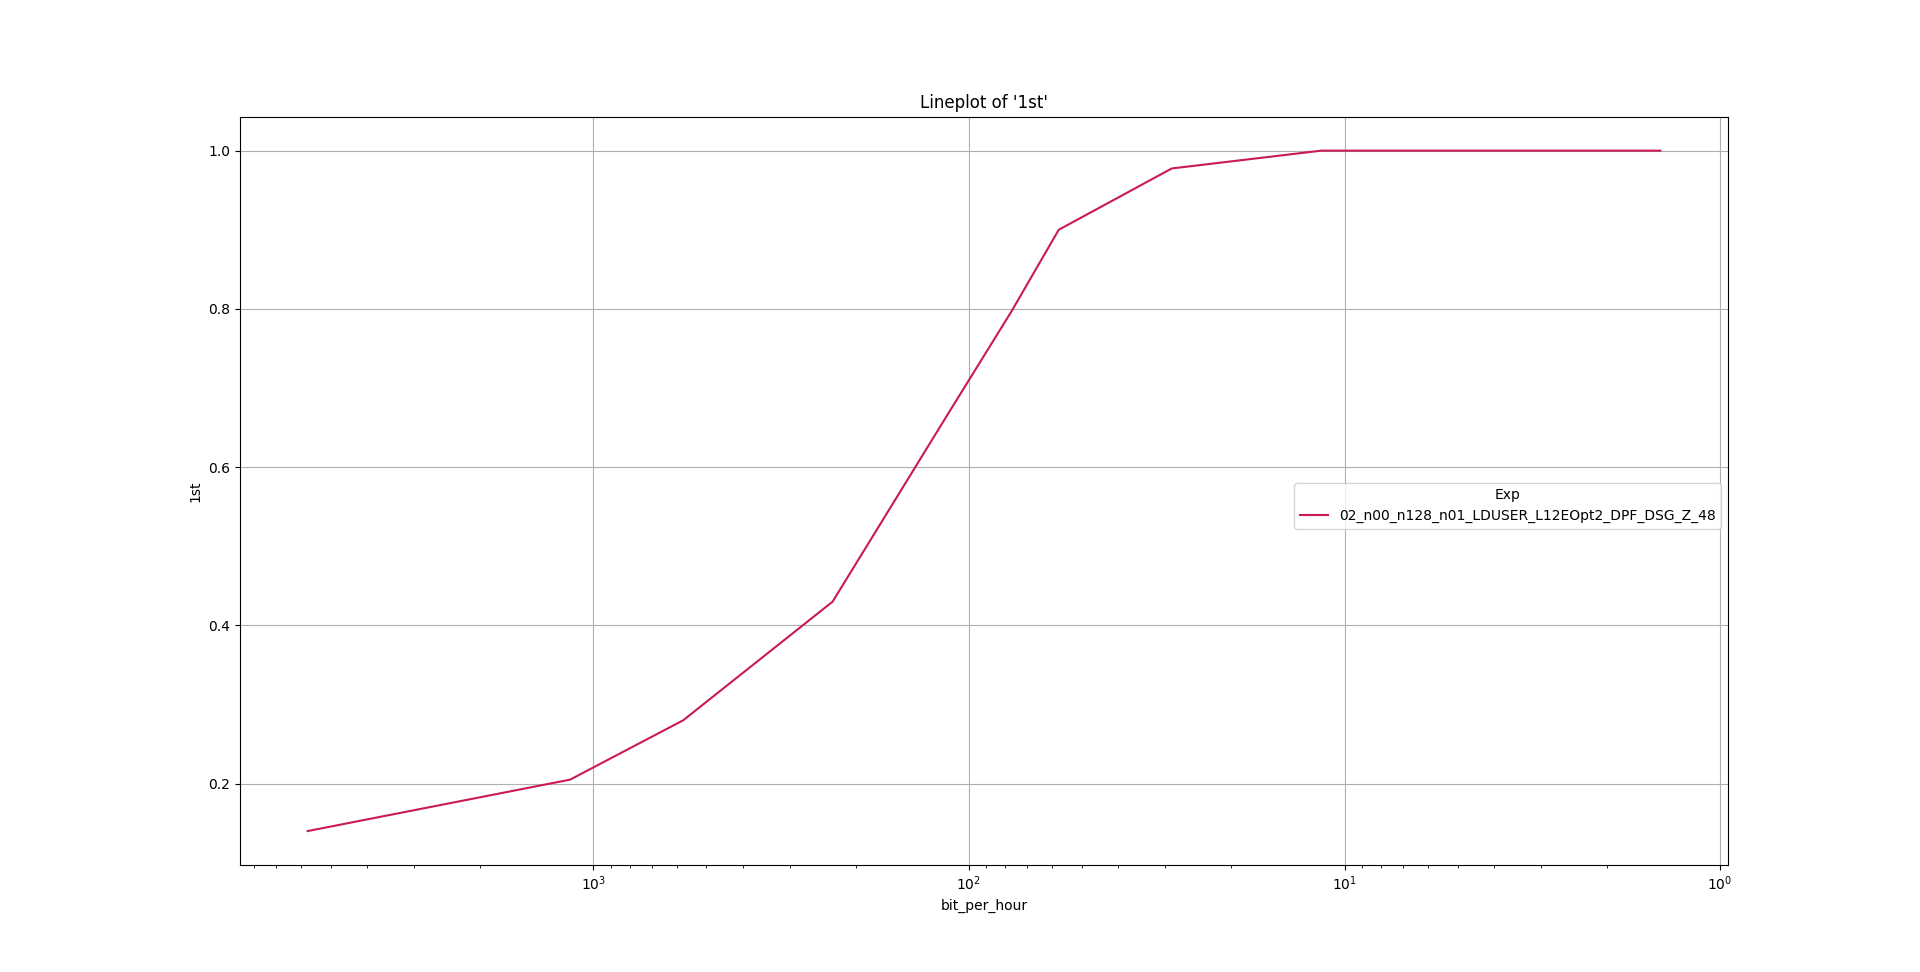 Lineplot of '1st'
1.0
0.8
0.6
0.4
0.2
1st
Exp
02_n00_n128_n01_LDUSER_L12EOpt2_DPF_DSG_Z_48
10³ 10² 10¹ 10⁰
bit_per_hour